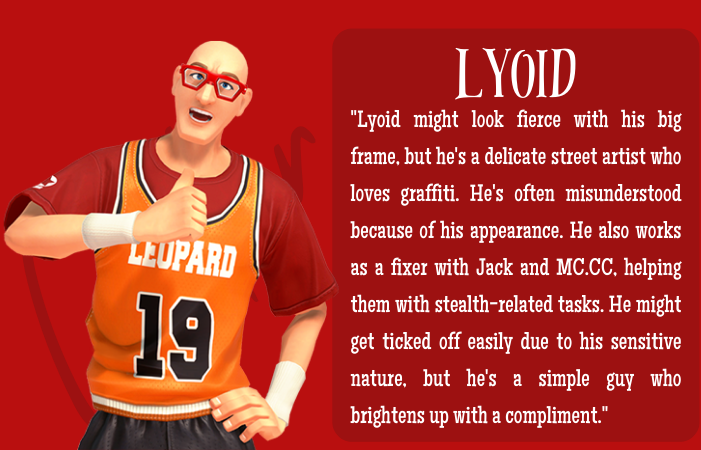 LYOID
"Lyoid might look fierce with his big
frame, but he's a delicate street artist who
loves graffiti. He's often misunderstood
because of his appearance. He also works
as a fixer with Jack and MC.CC, helping
them with stealth-related tasks. He might
get ticked off easily due to his sensitive
nature, but he's a simple guy who
brightens up with a compliment."
LEOPARD
19